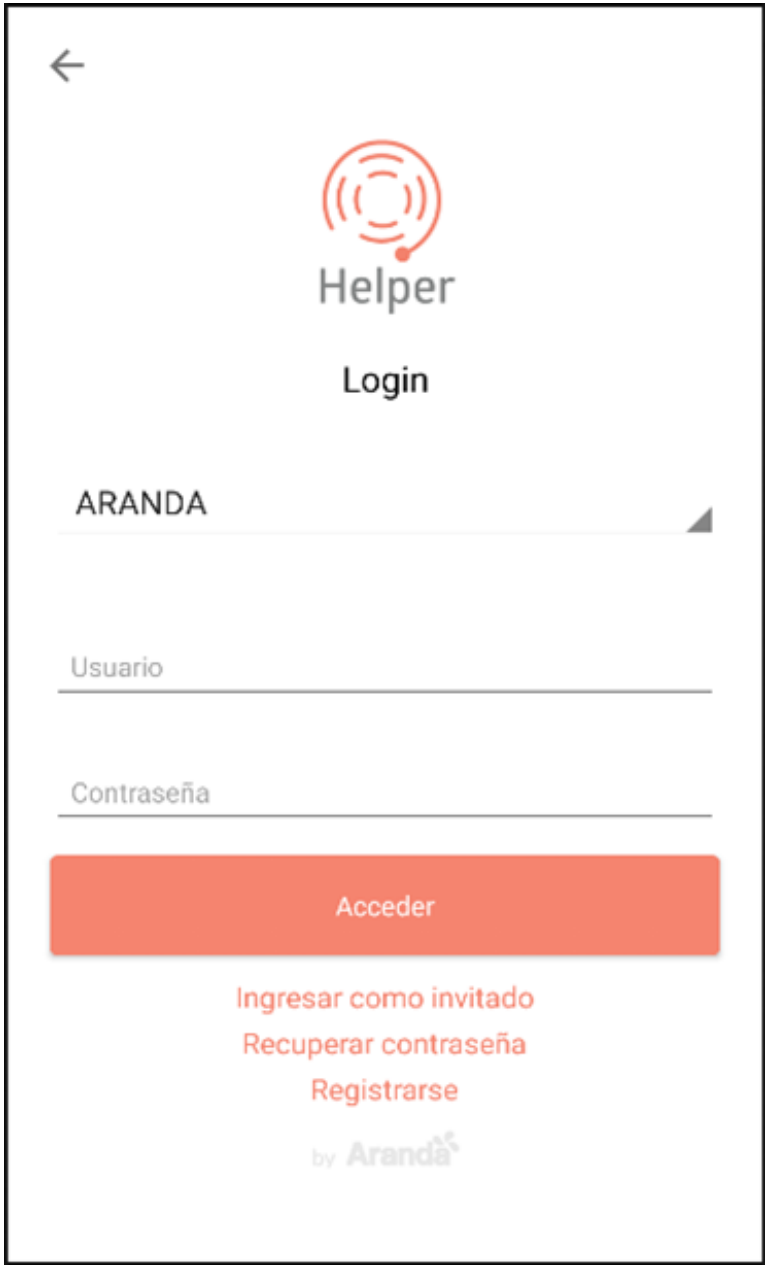 Helper
Login
ARANDA
Usuario
Contraseña
Acceder
Ingresar como invitado
Recuperar contraseña
Registrarse
by Aranda